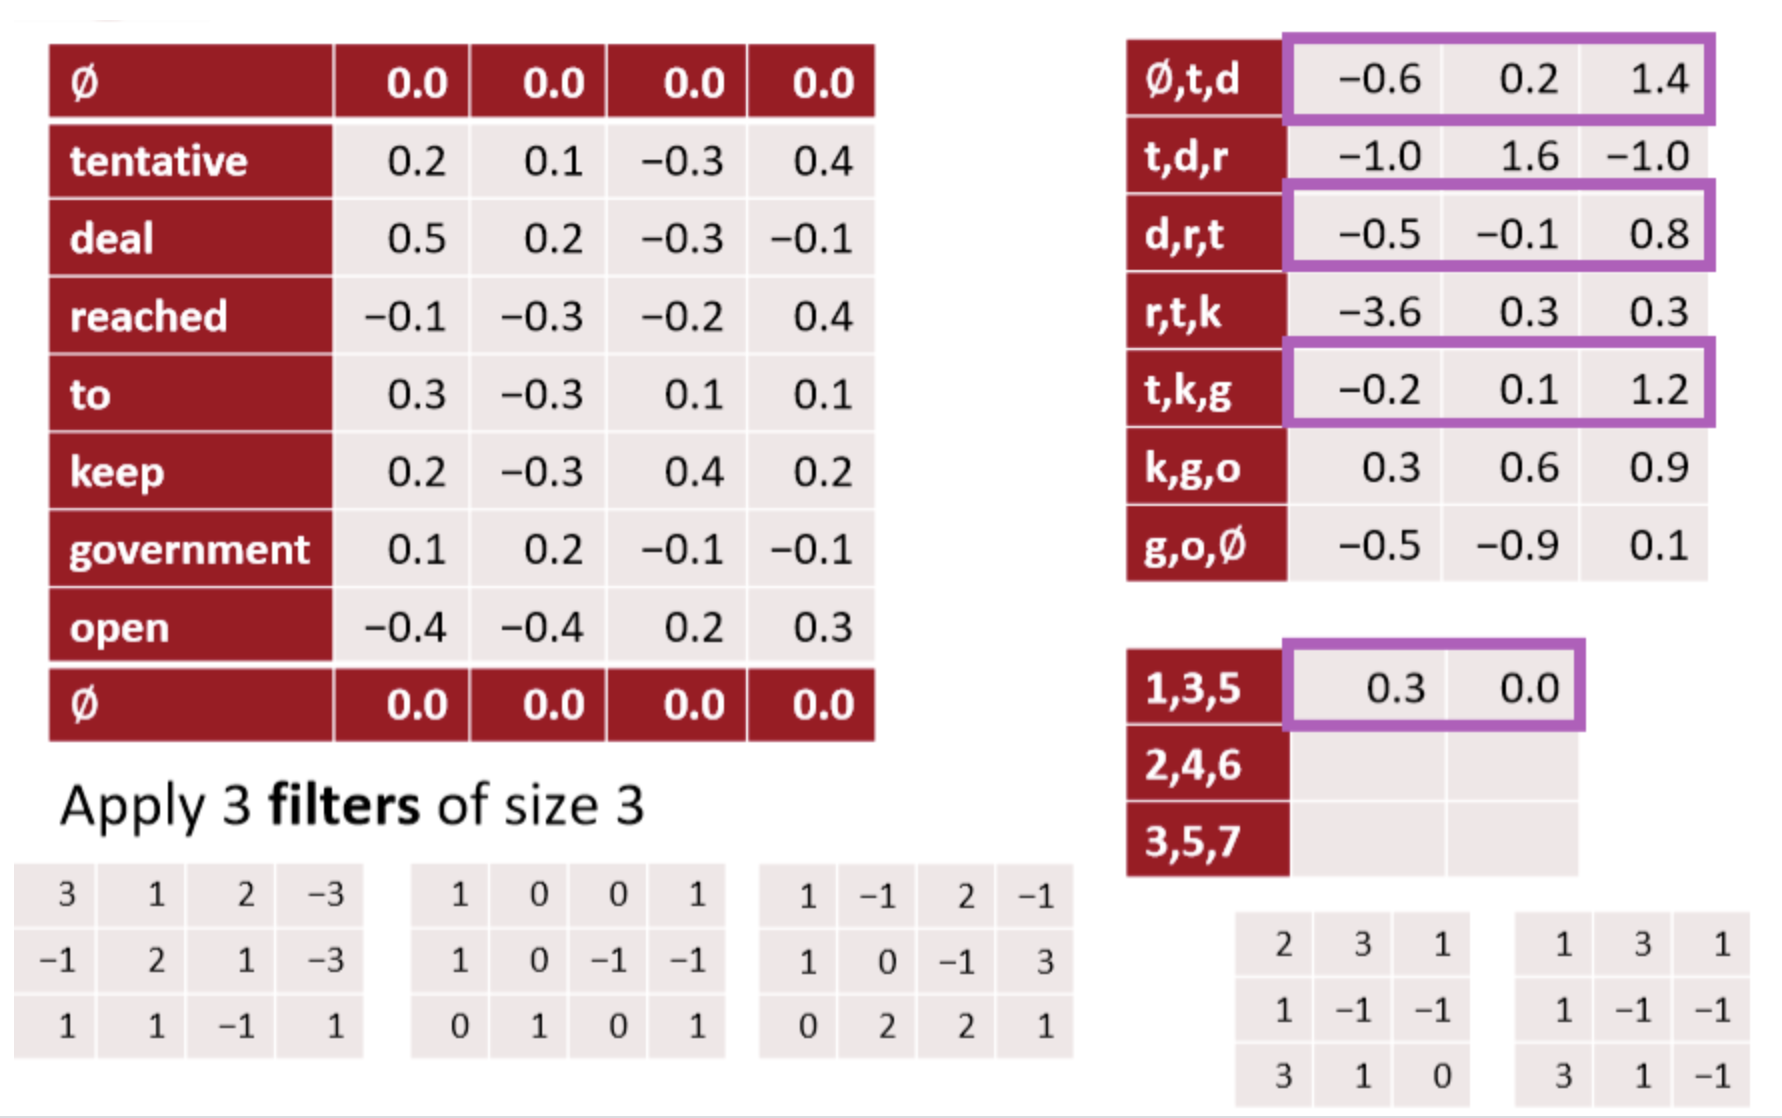 Ø 0.0 0.0 0.0 0.0
tentative 0.2 0.1 −0.3 0.4
deal 0.5 0.2 −0.3 −0.1
reached −0.1 −0.3 −0.2 0.4
to 0.3 −0.3 0.1 0.1
keep 0.2 −0.3 0.4 0.2
government 0.1 0.2 −0.1 −0.1
open −0.4 −0.4 0.2 0.3
Ø 0.0 0.0 0.0 0.0
Apply 3 filters of size 3
3 1 2 −3
−1 2 1 −3
1 1 −1 1
1 0 0 1
1 0 −1 −1
0 1 0 1
1 −1 2 −1
1 0 −1 3
0 2 2 1
Ø,t,d −0.6 0.2 1.4
t,d,r −1.0 1.6 −1.0
d,r,t −0.5 −0.1 0.8
r,t,k −3.6 0.3 0.3
t,k,g −0.2 0.1 1.2
k,g,o 0.3 0.6 0.9
g,o,Ø −0.5 −0.9 0.1
1,3,5 0.3 0.0
2,4,6
3,5,7
2 3 1
1 −1 −1
3 1 0
1 3 1
1 −1 −1
3 1 −1